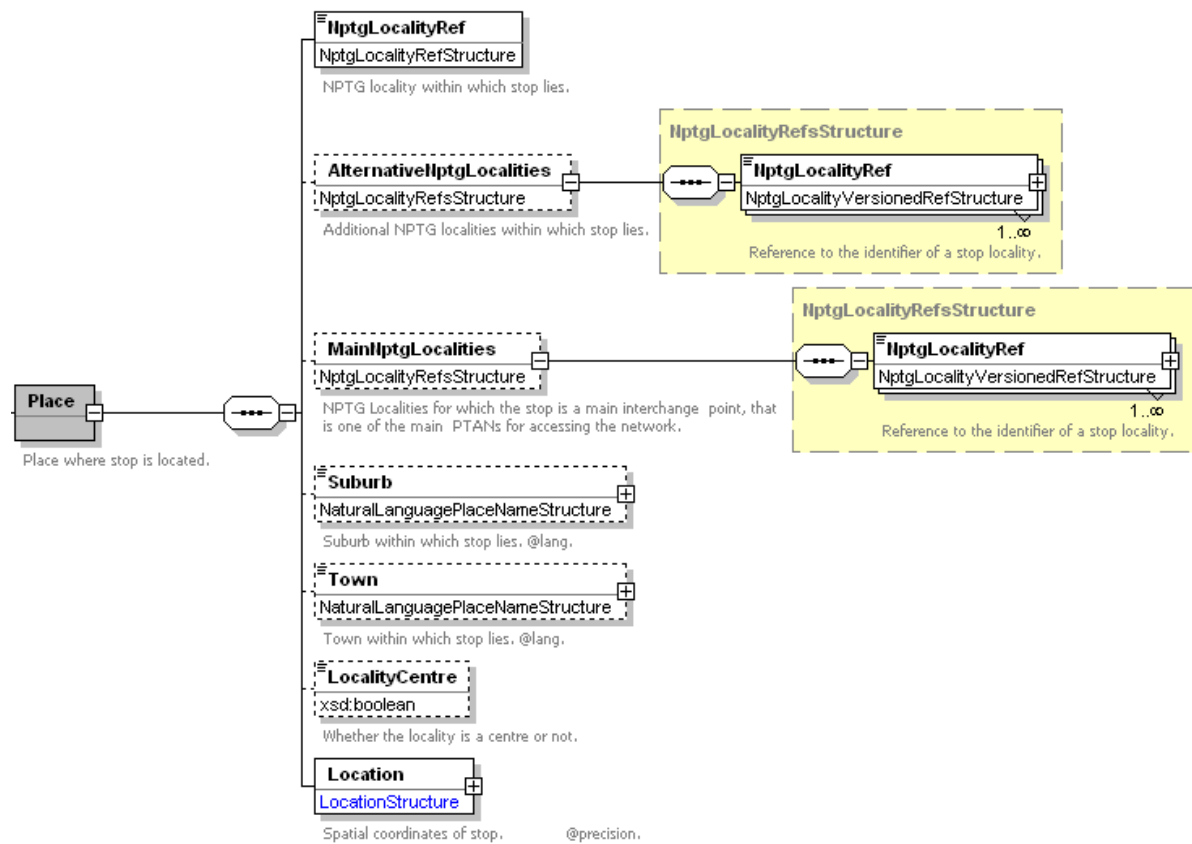 NptgLocalityRef
NptgLocalityRefStructure
NPTG locality within which stop lies.
NptgLocalityRefsStructure
AlternativeNptgLocalities
NptgLocalityRefsStructure
Additional NPTG localities within which stop lies.
NptgLocalityRef
NptgLocalityVersionedRefStructure
1..∞
Reference to the identifier of a stop locality.
NptgLocalityRefsStructure
MainNptgLocalities
NptgLocalityRefsStructure
NPTG Localities for which the stop is a main interchange point, that
is one of the main PTANs for accessing the network.
NptgLocalityRef
NptgLocalityVersionedRefStructure
1..∞
Reference to the identifier of a stop locality.
Place
Place where stop is located.
Suburb
NaturalLanguagePlaceNameStructure
Suburb within which stop lies. @lang.
Town
NaturalLanguagePlaceNameStructure
Town within which stop lies. @lang.
LocalityCentre
xsd:boolean
Whether the locality is a centre or not.
Location
LocationStructure
Spatial coordinates of stop. @precision.